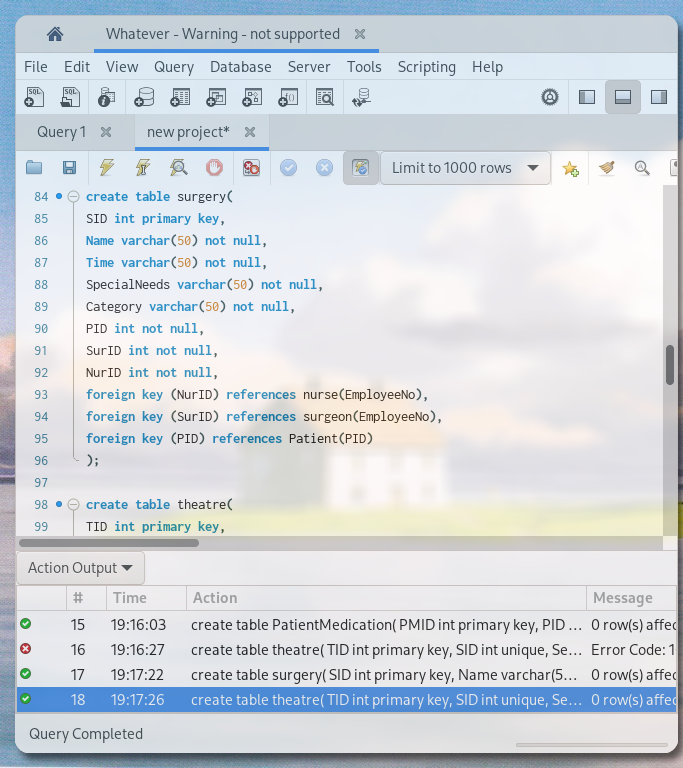 Whatever - Warning - not supported
File Edit View Query Database Server Tools Scripting Help
Query 1 new project*
Limit to 1000 rows
84 create table surgery(
85 SID int primary key,
86 Name varchar(50) not null,
87 Time varchar(50) not null,
88 SpecialNeeds varchar(50) not null,
89 Category varchar(50) not null,
90 PID int not null,
91 SurID int not null,
92 NurID int not null,
93 foreign key (NurID) references nurse(EmployeeNo),
94 foreign key (SurID) references surgeon(EmployeeNo),
95 foreign key (PID) references Patient(PID)
96 );
97
98 create table theatre(
99 TID int primary key,
Action Output
# Time Action Message
15 19:16:03 create table PatientMedication( PMID int primary key, PID ... 0 row(s) affec
16 19:16:27 create table theatre( TID int primary key, SID int unique, Se... Error Code: 1
17 19:17:22 create table surgery( SID int primary key, Name varchar(5... 0 row(s) affec
18 19:17:26 create table theatre( TID int primary key, SID int unique, Se... 0 row(s) affec
Query Completed